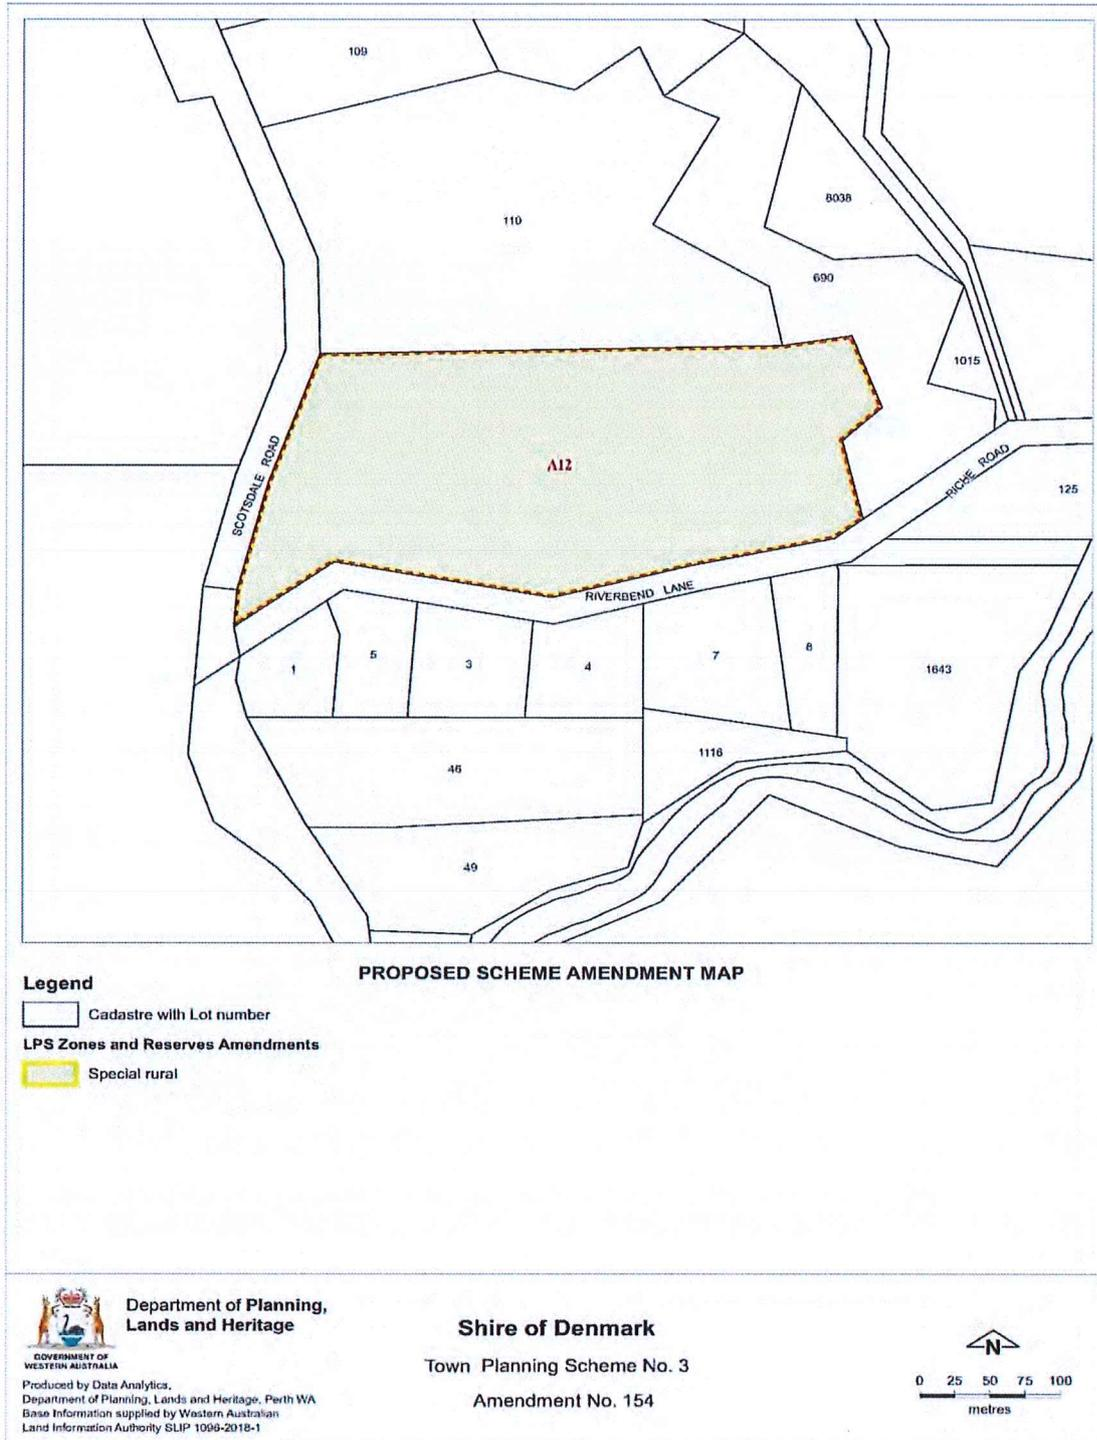 109
110
8038
690
1015
A12
SCOTSDALE ROAD
RICHE ROAD
125
RIVERBEND LANE
1
5
3
4
7
8
1643
1116
46
49
PROPOSED SCHEME AMENDMENT MAP
Legend
Cadastre with Lot number
LPS Zones and Reserves Amendments
Special rural
GOVERNMENT OF
WESTERN AUSTRALIA
Department of Planning,
Lands and Heritage
Produced by Data Analytics,
Department of Planning, Lands and Heritage, Perth WA
Base Information supplied by Western Australian
Land Information Authority SLIP 1096-2018-1
Shire of Denmark
Town Planning Scheme No. 3
Amendment No. 154
N
0 25 50 75 100
metres